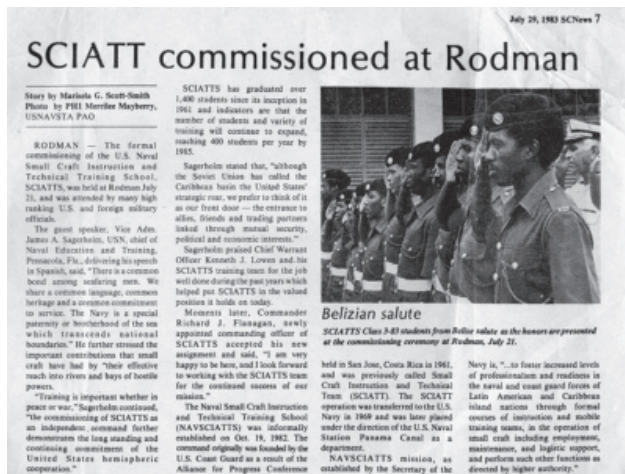 July 29, 1983 SCNews 7
SCIATT commissioned at Rodman
Story by Marisela G. Scott-Smith
Photo by PH1 Merrilee Mayberry,
USNAVSTA PAO
RODMAN — The formal
commissioning of the U.S. Naval
Small Craft Instruction and
Technical Training School,
SCIATTS, was held at Rodman July
21, and was attended by many high
ranking U.S. and foreign military
officials.
The guest speaker, Vice Adm.
James A. Sagerholm, USN, chief of
Naval Education and Training,
Pensacola, Fla., delivering his speech
in Spanish, said, "There is a common
bond among seafaring men. We
share a common language, common
heritage and a common commitment
to service. The Navy is a special
paternity or brotherhood of the sea
which transcends national
boundaries." He further stressed the
important contributions that small
craft have had by "their effective
reach into rivers and bays of hostile
powers.
"Training is important whether in
peace or war," Sagerholm continued,
"the commissioning of SCIATTS as
an independent command further
demonstrates the long standing and
continuing commitment of the
United States hemispheric
cooperation."
SCIATTS has graduated over
1,400 students since its inception in
1961 and indicators are that the
number of students and variety of
training will continue to expand,
reaching 400 students per year by
1985.
Sagerholm stated that, "although
the Soviet Union has called the
Caribbean basin the United States'
strategic rear, we prefer to think of it
as our front door — the entrance to
allies, friends and trading partners
linked through mutual security,
political and economic interests."
Sagerholm praised Chief Warrant
Officer Kenneth J. Lowen and his
SCIATTS training team for the job
well done during the past years which
helped put SCIATTS in the valued
position it holds on today.
Moments later, Commander
Richard J. Flanagan, newly
appointed commanding officer of
SCIATTS accepted his new
assignment and said, "I am very
happy to be here, and I look forward
to working with the SCIATTS team
for the continued success of our
mission."
The Naval Small Craft Instruction
and Technical Training School
(NAVSCIATTS) was informally
established on Oct. 19, 1982. The
command originally was founded by the
U.S. Coast Guard as a result of the
Alliance for Progress Conference
Belizian salute
SCIATTS Class 3-83 students from Belize salute as the honors are presented
at the commissioning ceremony at Rodman, July 21.
held in San Jose, Costa Rica in 1961,
and was previously called Small
Craft Instruction and Technical
Team (SCIATT). The SCIATT
operation was transferred to the U.S.
Navy in 1969 and was later placed
under the direction of the U.S. Naval
Station Panama Canal as a
department.
NAVSCIATTS mission, as
established by the Secretary of the
Navy is, "...to foster increased levels
of professionalism and readiness in
the naval and coast guard forces of
Latin American and Caribbean
island nations through formal
courses of instruction and mobile
training teams, in the operation of
small craft including employment,
maintenance, and logistic support,
and perform such other functions as
directed by higher authority."